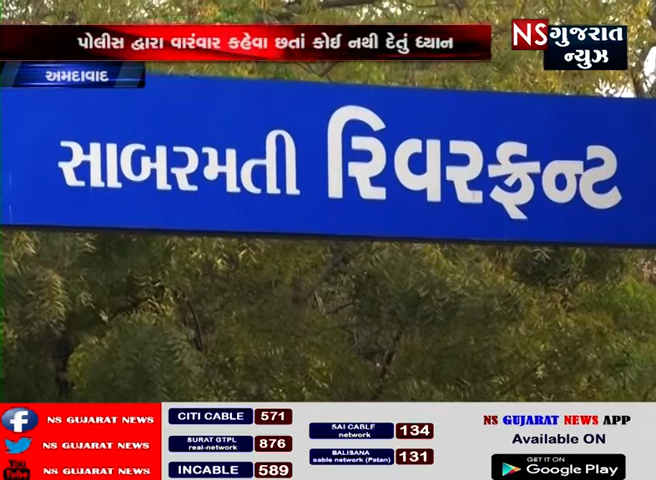 પોલીસ દ્વારા વારંવાર કહેવા છતાં કોઈ નથી દેતું ધ્યાન
NS ગુજરાત
ન્યુઝ
અમદાવાદ
સાબરમતી રિવરફ્રન્ટ
NS GUJARAT NEWS
NS GUJARAT NEWS
You Tube NS GUJARAT NEWS
CITI CABLE 571
SURAT GTPL real-network 876
INCABLE 589
SAI CABLE network 134
BALISANA cable network (Patan) 131
NS GUJARAT NEWS APP
Available ON
GET IT ON
Google Play